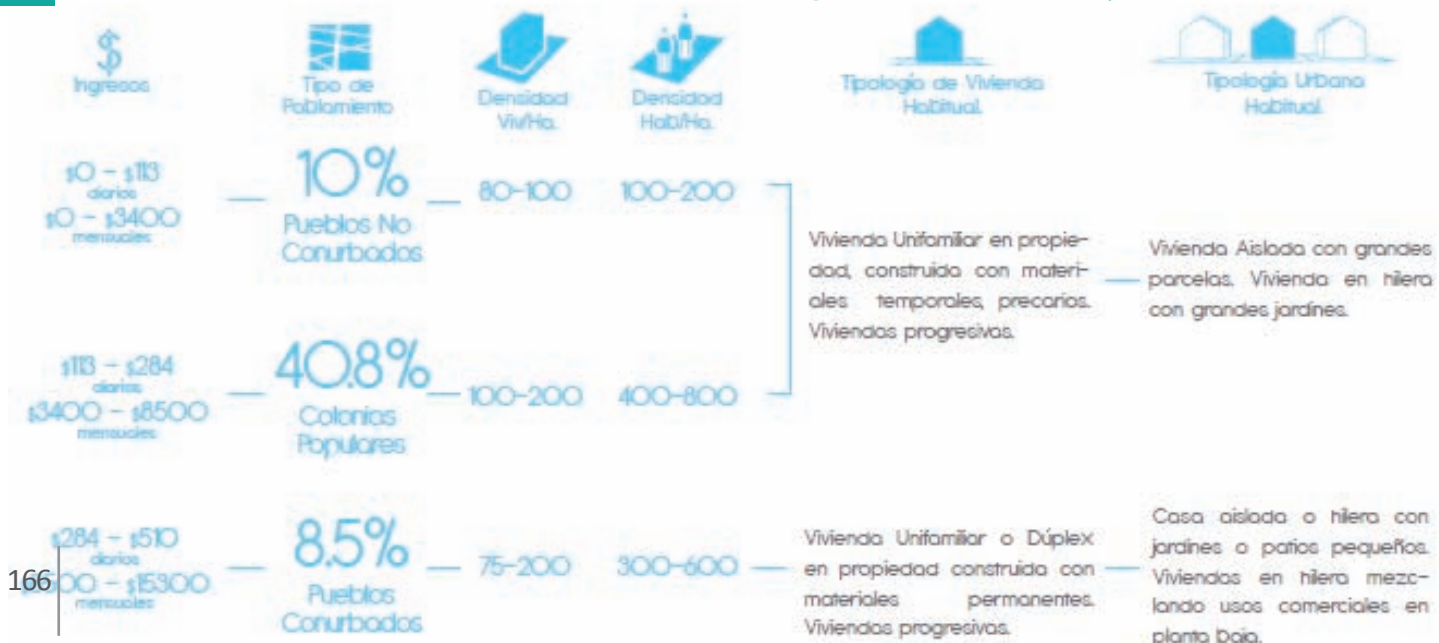 Ingresos
Tipo de
Poblamiento
Densidad
Viv/Ha.
Densidad
Hab/Ha.
Tipología de Vivienda
Habitual.
Tipología Urbana
Habitual.
$0 - $113
diarios
$0 - $3400
mensuales
10%
Pueblos No
Conurbados
80-100
100-200
Vivienda Unifamiliar en propie-
dad, construida con materi-
ales temporales, precarios.
Viviendas progresivas.
Vivienda Aislada con grandes
parcelas. Vivienda en hilera
con grandes jardines.
$113 - $284
diarios
$3400 - $8500
mensuales
40.8%
Colonias
Populares
100-200
400-800
$284 - $510
diarios
00 - $15300
mensuales
8.5%
Pueblos
Conurbados
75-200
300-600
Vivienda Unifamiliar o Dúplex
en propiedad construida con
materiales permanentes.
Viviendas progresivas.
Casa aislada o hilera con
jardines o patios pequeños.
Viviendas en hilera mezc-
lando usos comerciales en
planta baja.
166